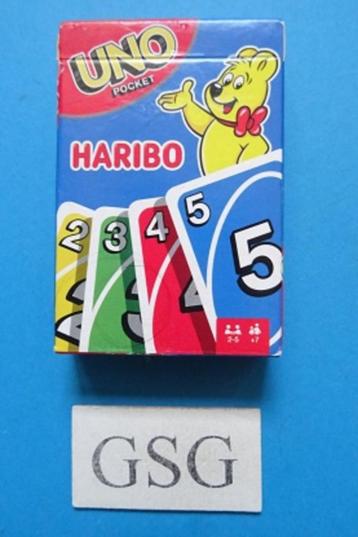 UNO
POCKET
HARIBO
2 3 4 5
5
2-5 +7
GSG